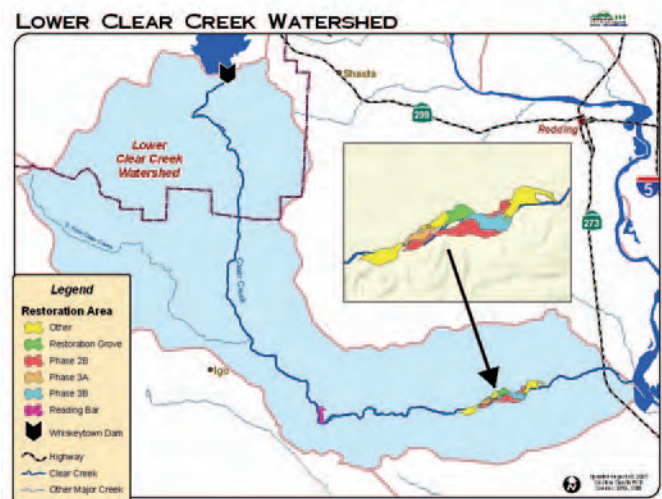 LOWER CLEAR CREEK WATERSHED
Shasta
299
Redding
Lower
Clear Creek
Watershed
5
273
Clear Creek
Legend
Restoration Area
Other
Restoration Grove
Phase 2B
Phase 3A
Phase 3B
Reading Bar
Whiskeytown Dam
Highway
Clear Creek
Other Major Creek
Igo